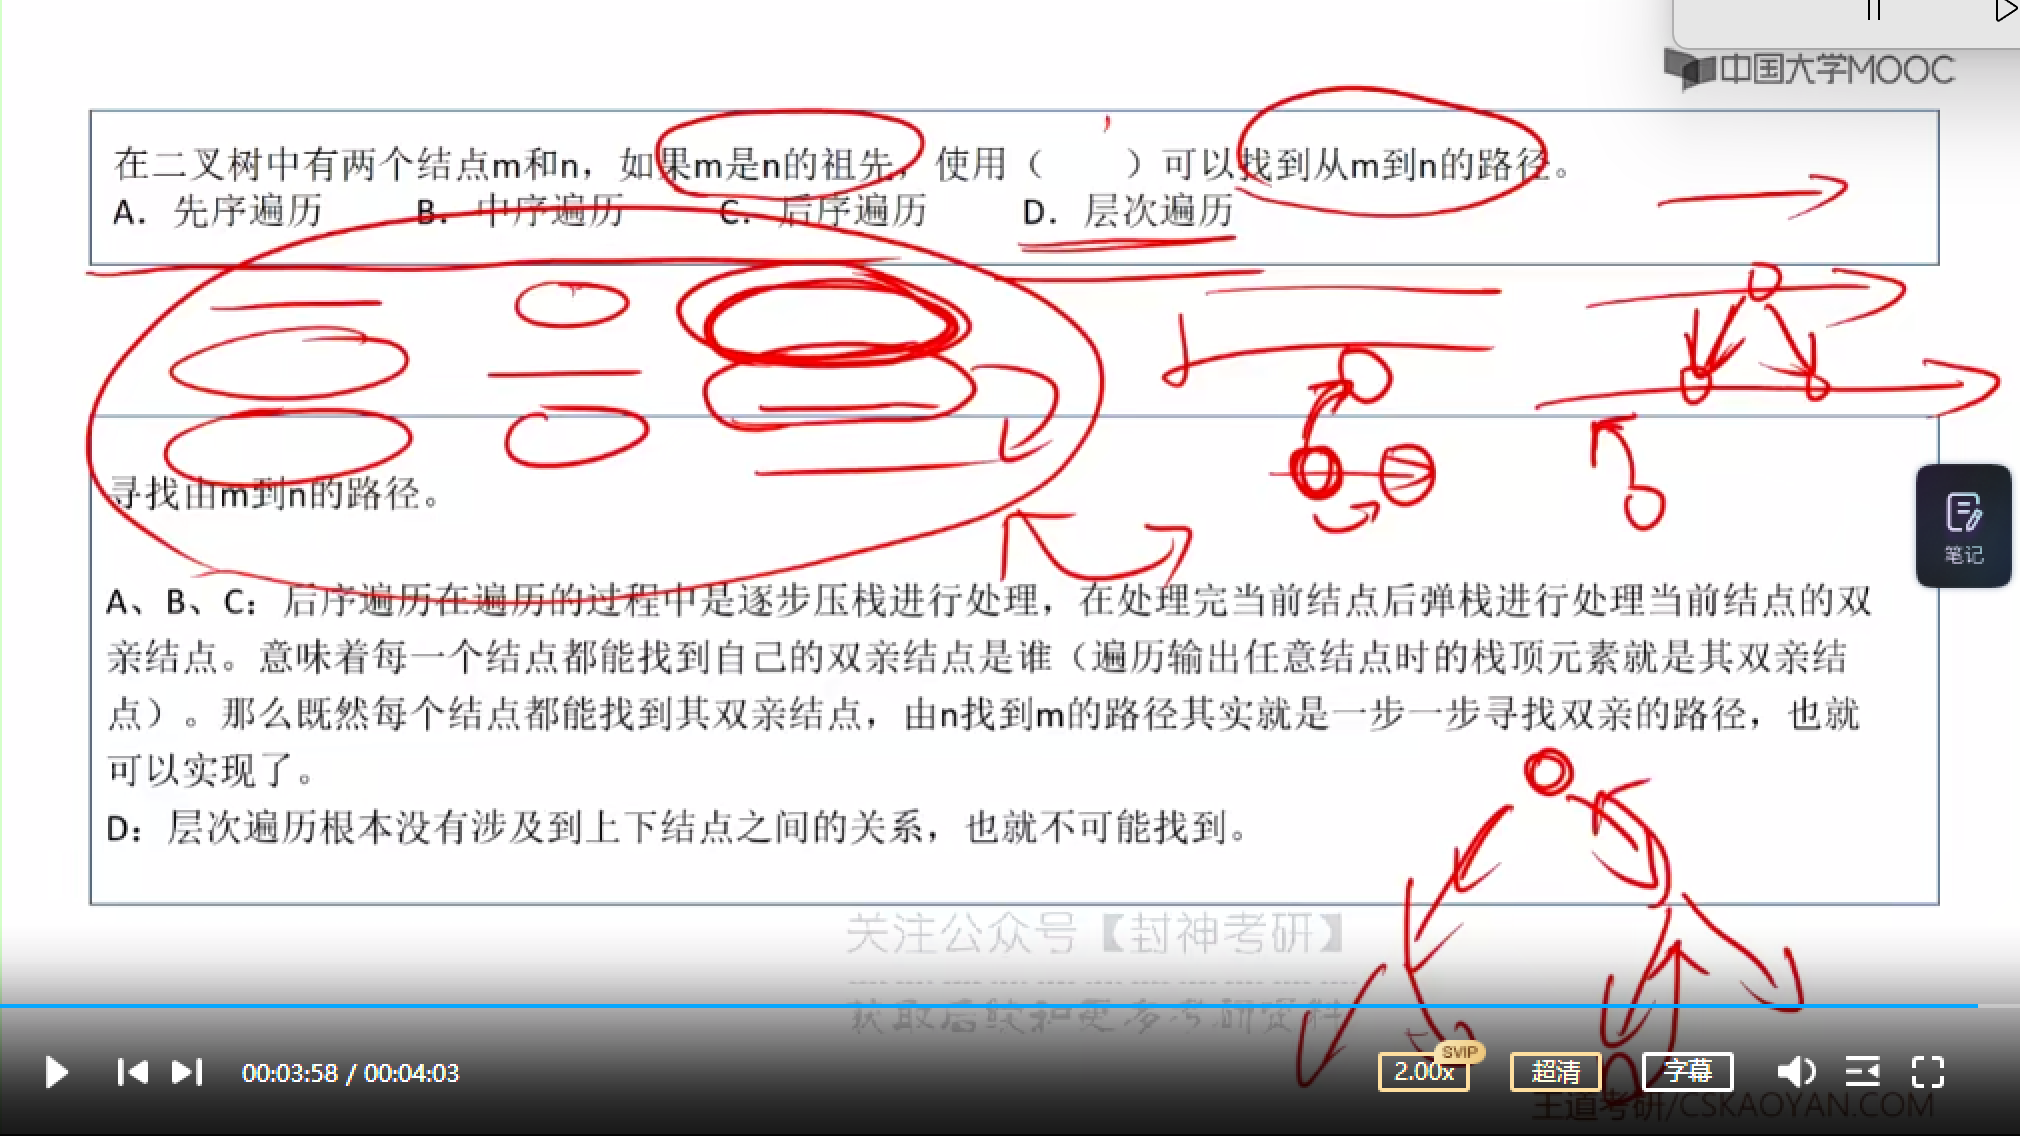 中国大学MOOC
在二叉树中有两个结点m和n，如果m是n的祖先，使用（　　）可以找到从m到n的路径。
A. 先序遍历　B. 中序遍历　C. 后序遍历　D. 层次遍历
寻找由m到n的路径。
笔记
A、B、C：后序遍历在遍历的过程中是逐步压栈进行处理，在处理完当前结点后弹栈进行处理当前结点的双
亲结点。意味着每一个结点都能找到自己的双亲结点是谁（遍历输出任意结点时的栈顶元素就是其双亲结
点）。那么既然每个结点都能找到其双亲结点，由n找到m的路径其实就是一步一步寻找双亲的路径，也就
可以实现了。
D：层次遍历根本没有涉及到上下结点之间的关系，也就不可能找到。
关注公众号【封神考研】
获取后续和更多考研资料
00:03:58 / 00:04:03
2.00x
SVIP
超清
字幕
王道考研/CSKAOYAN.COM